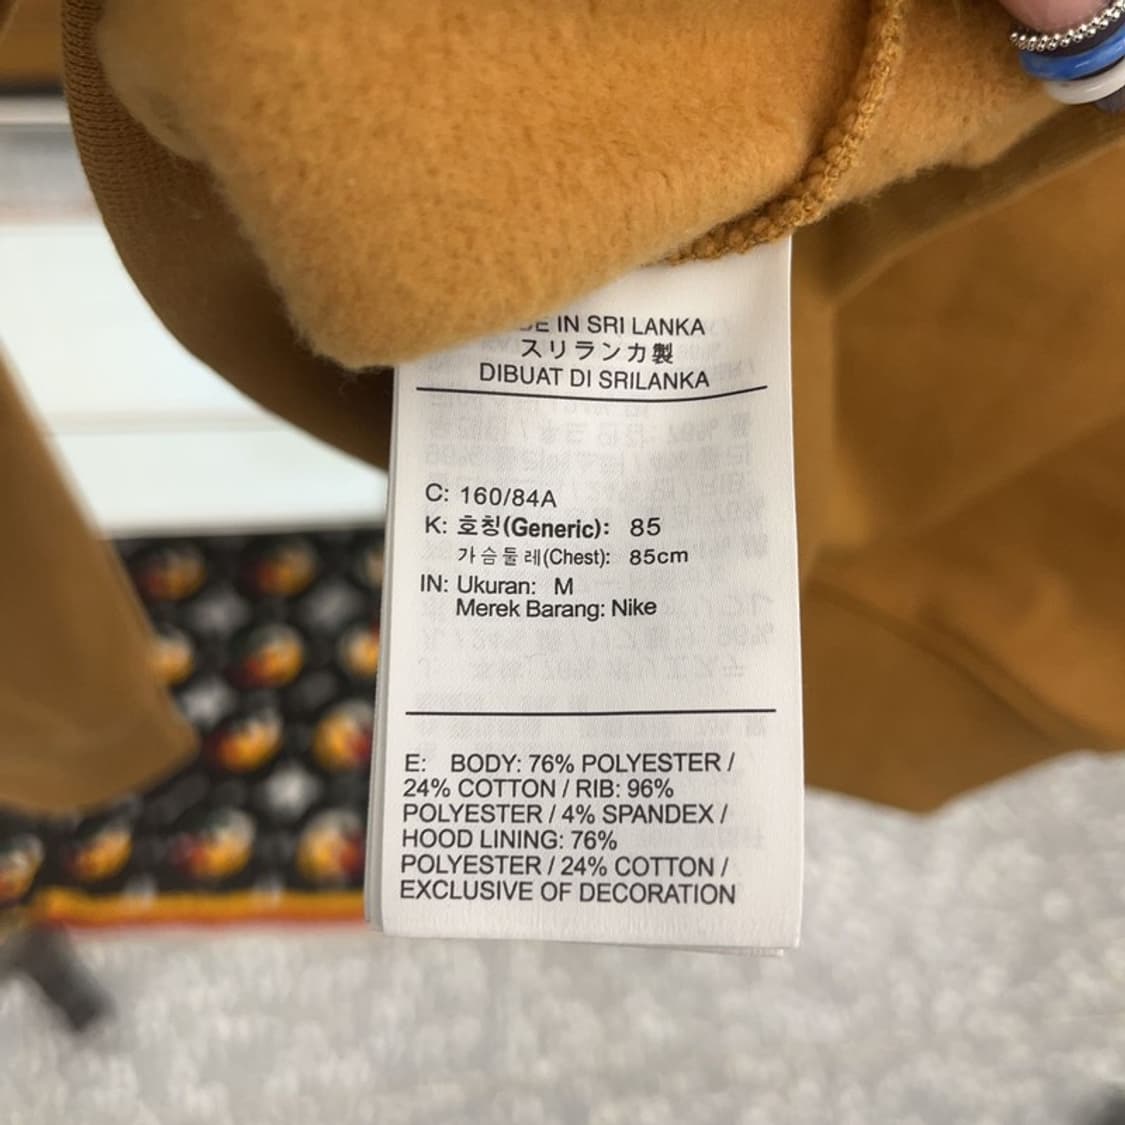 IN SRI LANKA
スリランカ製
DIBUAT DI SRILANKA
C: 160/84A
K: 호칭(Generic): 85
가슴둘레(Chest): 85cm
IN: Ukuran: M
Merek Barang: Nike
E: BODY: 76% POLYESTER /
24% COTTON / RIB: 96%
POLYESTER / 4% SPANDEX /
HOOD LINING: 76%
POLYESTER / 24% COTTON /
EXCLUSIVE OF DECORATION